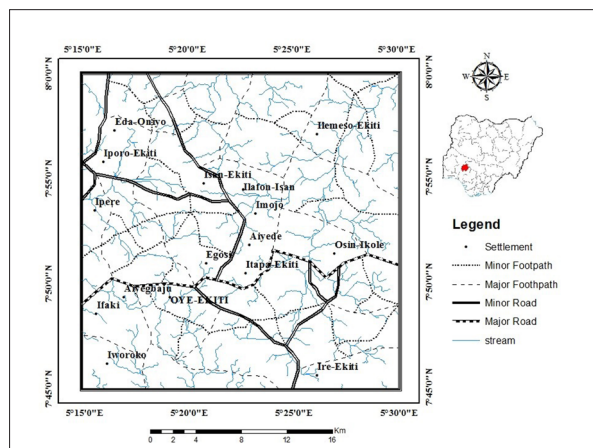 5°15'0"E 5°20'0"E 5°25'0"E 5°30'0"E
8°0'0"N 8°0'0"N
N
W E
S
Eda-Oniyo
Ilemeso-Ekiti
Iporo-Ekiti
7°55'0"N 7°55'0"N
Isan-Ekiti
Ilafon-Isan
Ipere
Imojo
Legend
Aiyede
Settlement
Egosi
Osin-Ikole
Minor Footpath
Itapa-Ekiti
Major Foothpath
7°50'0"N 7°50'0"N
Ayegbaju
OYE-EKITI
Minor Road
Ifaki
Major Road
stream
Iworoko
Ire-Ekiti
7°45'0"N 7°45'0"N
5°15'0"E 5°20'0"E 5°25'0"E 5°30'0"E
Km
0 2 4 8 12 16